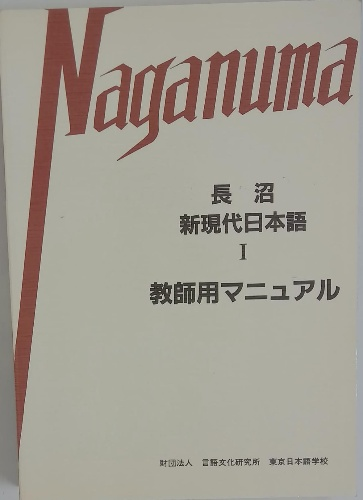 Naganuma
長沼
新現代日本語
I
教師用マニュアル
財団法人 言語文化研究所 東京日本語学校